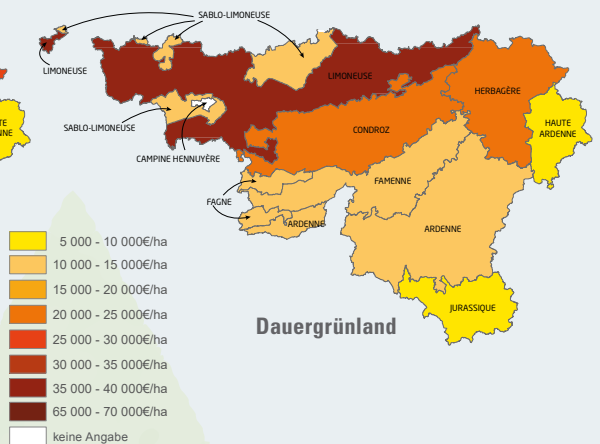 SABLO-LIMONEUSE
LIMONEUSE
LIMONEUSE
HERBAGÈRE
SABLO-LIMONEUSE
CONDROZ
HAUTE
ARDENNE
TE
NNE
CAMPINE HENNUYÈRE
FAMENNE
FAGNE
ARDENNE
ARDENNE
5 000 - 10 000€/ha
10 000 - 15 000€/ha
15 000 - 20 000€/ha
20 000 - 25 000€/ha
25 000 - 30 000€/ha
30 000 - 35 000€/ha
35 000 - 40 000€/ha
65 000 - 70 000€/ha
keine Angabe
JURASSIQUE
Dauergrünland